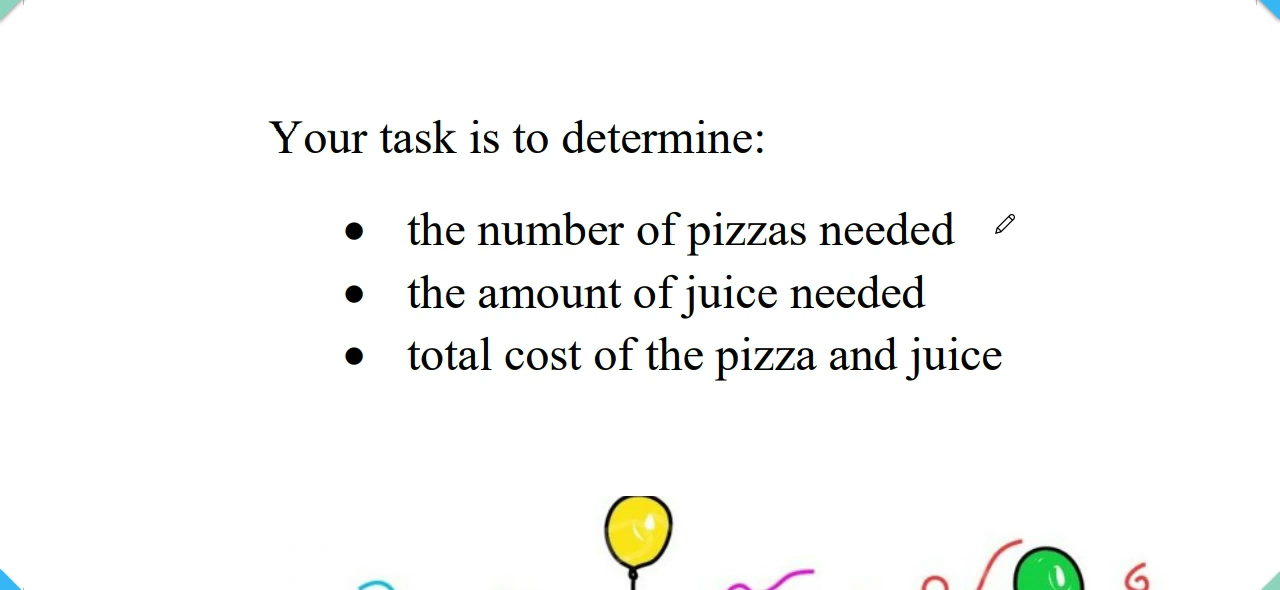 Your task is to determine:
● the number of pizzas needed
● the amount of juice needed
● total cost of the pizza and juice